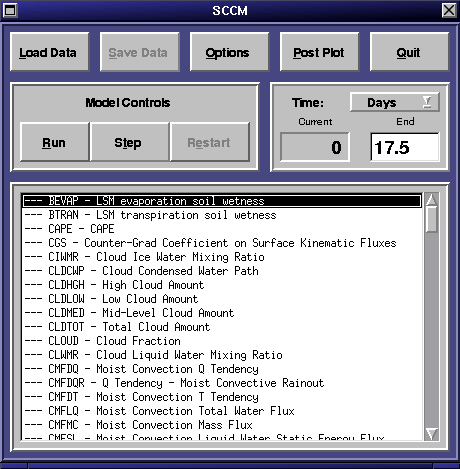 SCCM
Load Data Save Data Options Post Plot Quit
Model Controls
Run Step Restart
Time: Days
Current End
0 17.5
--- BEVAP - LSM evaporation soil wetness
--- BTRAN - LSM transpiration soil wetness
--- CAPE - CAPE
--- CGS - Counter-Grad Coefficient on Surface Kinematic Fluxes
--- CIWMR - Cloud Ice Water Mixing Ratio
--- CLDCWP - Cloud Condensed Water Path
--- CLDHGH - High Cloud Amount
--- CLDLOW - Low Cloud Amount
--- CLDMED - Mid-Level Cloud Amount
--- CLDTOT - Total Cloud Amount
--- CLOUD - Cloud Fraction
--- CLWMR - Cloud Liquid Water Mixing Ratio
--- CMFDQ - Moist Convection Q Tendency
--- CMFDQR - Q Tendency - Moist Convective Rainout
--- CMFDT - Moist Convection T Tendency
--- CMFLQ - Moist Convection Total Water Flux
--- CMFMC - Moist Convection Mass Flux
--- CMFSL - Moist Convection Liquid Water Static Energy Flux